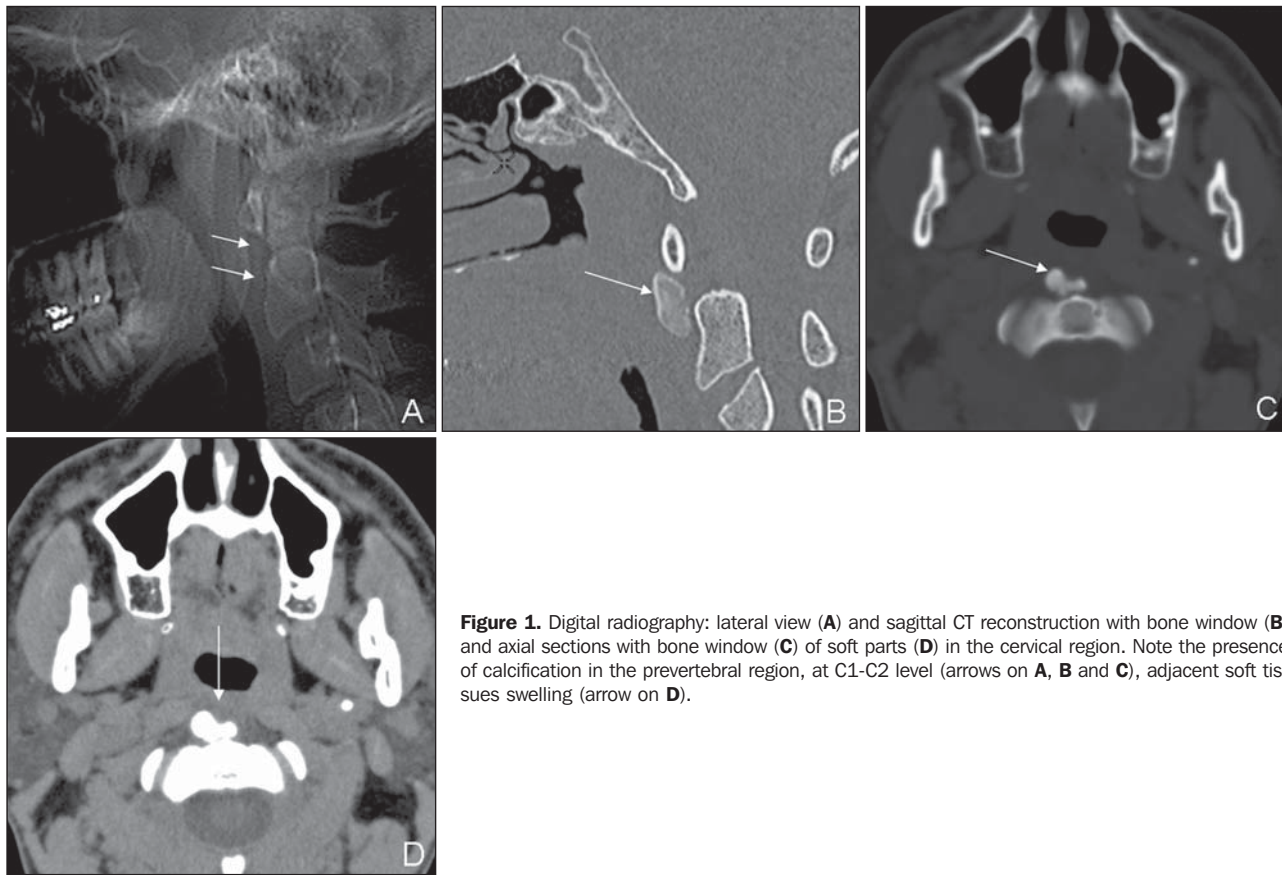 A
B
C
D
Figure 1. Digital radiography: lateral view (A) and sagittal CT reconstruction with bone window (B
and axial sections with bone window (C) of soft parts (D) in the cervical region. Note the presence
of calcification in the prevertebral region, at C1-C2 level (arrows on A, B and C), adjacent soft tis
sues swelling (arrow on D).